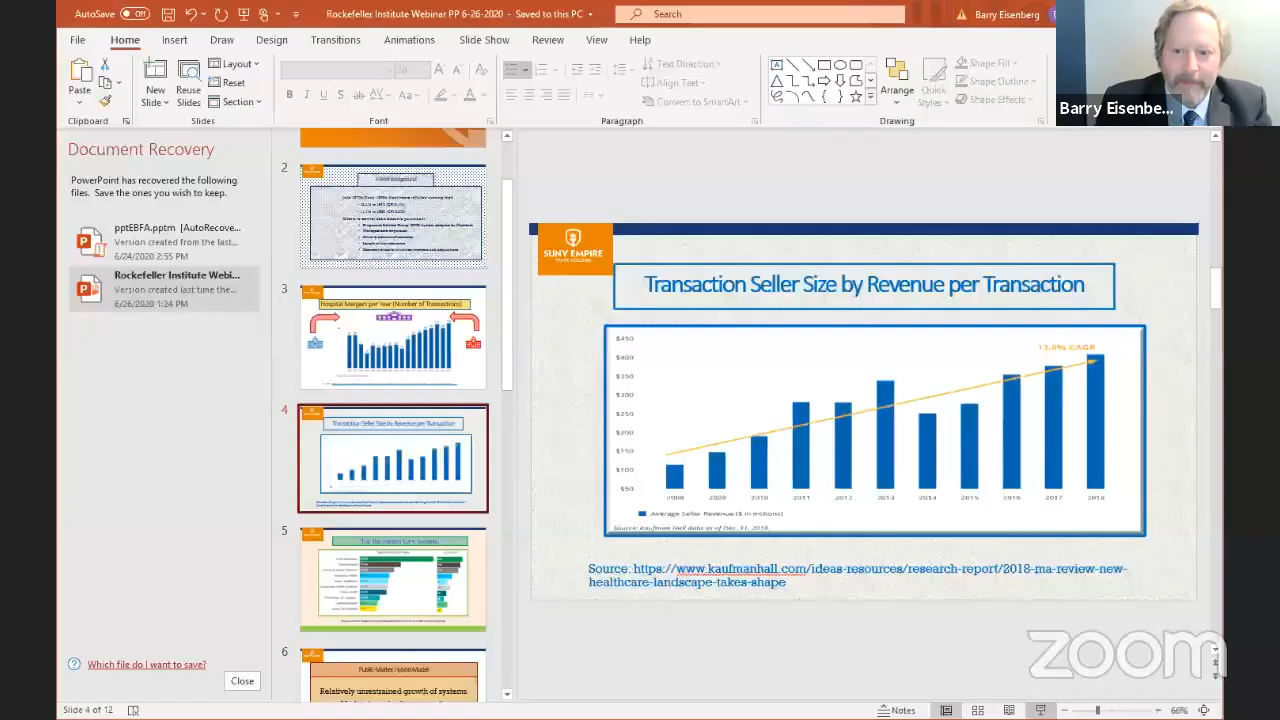 AutoSave Off Rockefeller Institute Webinar PP 6-26-2020 - Saved to this PC Search Barry Eisenberg
File Home Insert Draw Design Transitions Animations Slide Show Review View Help
Paste
New Slide
Reuse Slides
Layout
Reset
Section
Text Direction
Align Text
Convert to SmartArt
Arrange
Quick Styles
Shape Fill
Shape Outline
Shape Effects
Clipboard Slides Font Paragraph Drawing
Barry Eisenbe...
Document Recovery
PowerPoint has recovered the following
files. Save the ones you wish to keep.
pptEBFA.pptm [AutoRecove...
Version created from the last...
6/24/2020 2:55 PM
Rockefeller Institute Webi...
Version created last time the...
6/26/2020 1:24 PM
Which file do I want to save?
Close
2
3
Hospital Mergers per Year (Number of Transactions)
4
Transaction Seller Size by Revenue per Transaction
5
6
Public-Market Hybrid Model
Relatively unrestrained growth of systems
SUNY EMPIRE
STATE COLLEGE
Transaction Seller Size by Revenue per Transaction
13.8% CAGR
$450
$400
$350
$300
$250
$200
$150
$100
$50
2008 2009 2010 2011 2012 2013 2014 2015 2016 2017 2018
Average Seller Revenue ($ in millions)
Source: Kaufman Hall data as of Dec. 31, 2018.
Source: https://www.kaufmanhall.com/ideas-resources/research-report/2018-ma-review-new-
healthcare-landscape-takes-shape
zoom
Slide 4 of 12 Notes 66%